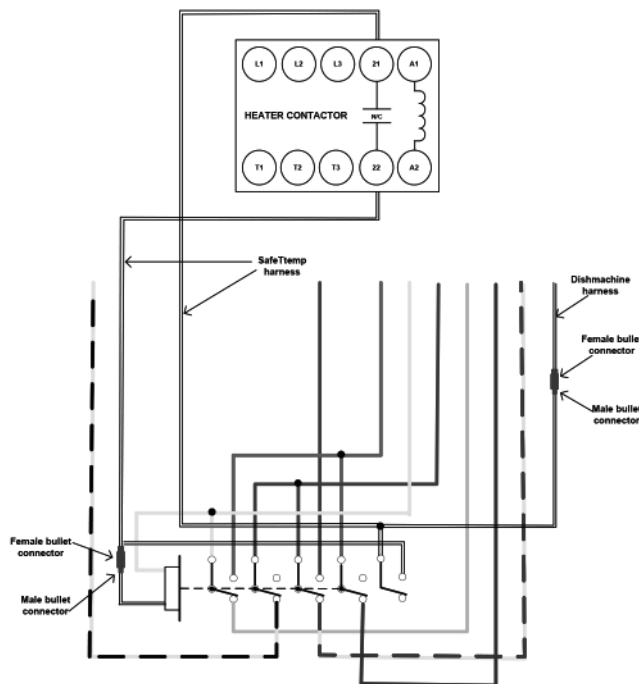 L1 L2 L3 21 A1
HEATER CONTACTOR
N/C
T1 T2 T3 22 A2
SafeTtemp
harness
Dishmachine
harness
Female bullet
connector
Male bullet
connector
Female bullet
connector
Male bullet
connector